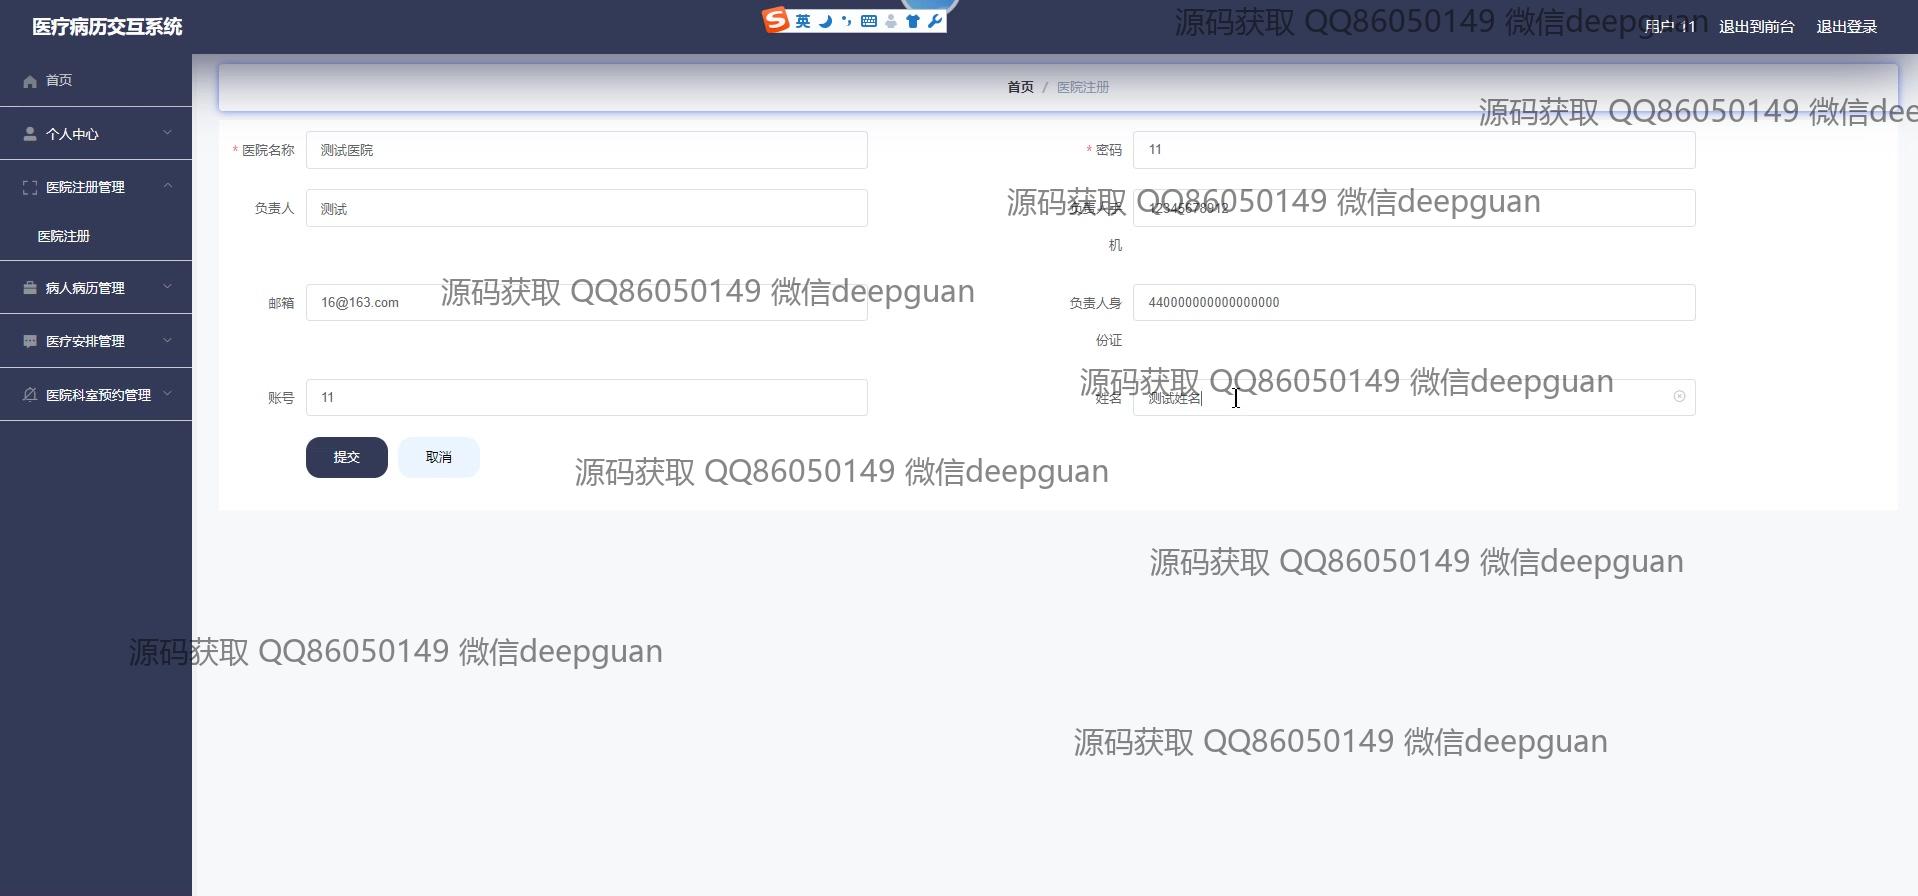 医疗病历交互系统
英
源码获取 QQ86050149 微信deepguan
用户 11
退出到前台
退出登录
首页
首页 / 医院注册
源码获取 QQ86050149 微信dee
个人中心
* 医院名称
测试医院
* 密码
11
医院注册管理
负责人
测试
负责人手机
12345678912
源码获取 QQ86050149 微信deepguan
医院注册
病人病历管理
邮箱
16@163.com
源码获取 QQ86050149 微信deepguan
负责人身份证
440000000000000000
医疗安排管理
医院科室预约管理
账号
11
姓名
测试姓名
源码获取 QQ86050149 微信deepguan
提交
取消
源码获取 QQ86050149 微信deepguan
源码获取 QQ86050149 微信deepguan
源码获取 QQ86050149 微信deepguan
源码获取 QQ86050149 微信deepguan